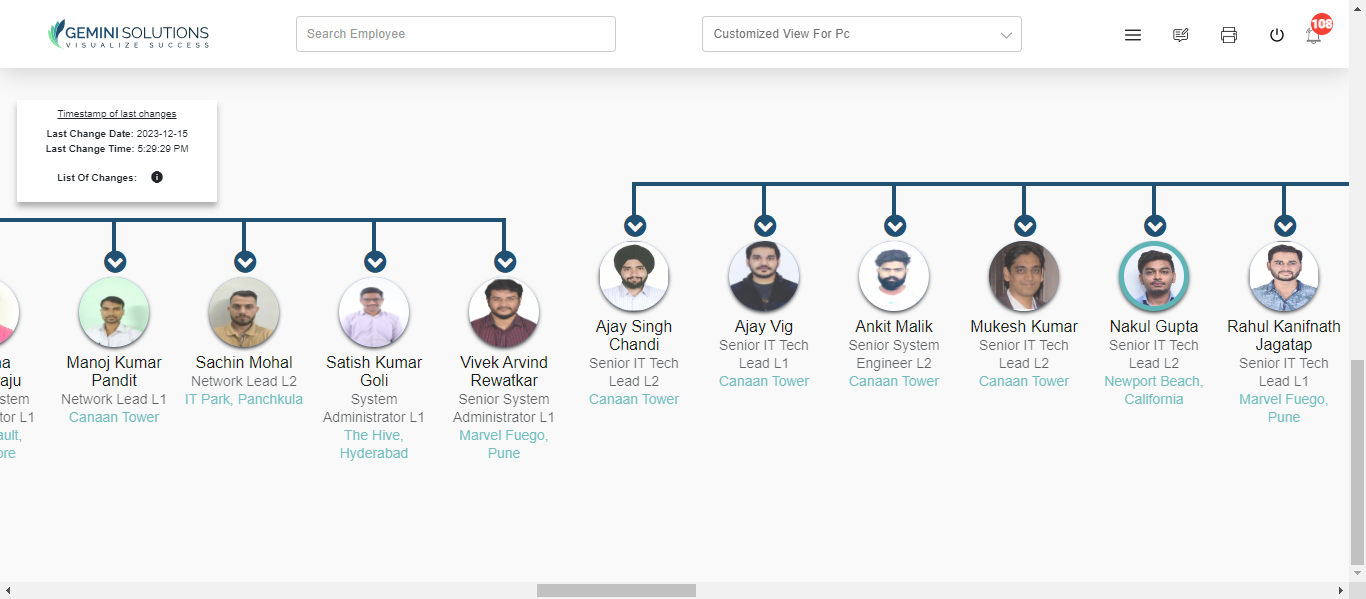 GEMINI SOLUTIONS
VISUALIZE SUCCESS
Search Employee
Customized View For Pc
108
Timestamp of last changes
Last Change Date: 2023-12-15
Last Change Time: 5:29:29 PM
List Of Changes:
Manoj Kumar
Pandit
Network Lead L1
Canaan Tower
Sachin Mohal
Network Lead L2
IT Park, Panchkula
Satish Kumar
Goli
System
Administrator L1
The Hive,
Hyderabad
Vivek Arvind
Rewatkar
Senior System
Administrator L1
Marvel Fuego,
Pune
Ajay Singh
Chandi
Senior IT Tech
Lead L2
Canaan Tower
Ajay Vig
Senior IT Tech
Lead L1
Canaan Tower
Ankit Malik
Senior System
Engineer L2
Canaan Tower
Mukesh Kumar
Senior IT Tech
Lead L2
Canaan Tower
Nakul Gupta
Senior IT Tech
Lead L2
Newport Beach,
California
Rahul Kanifnath
Jagatap
Senior IT Tech
Lead L1
Marvel Fuego,
Pune